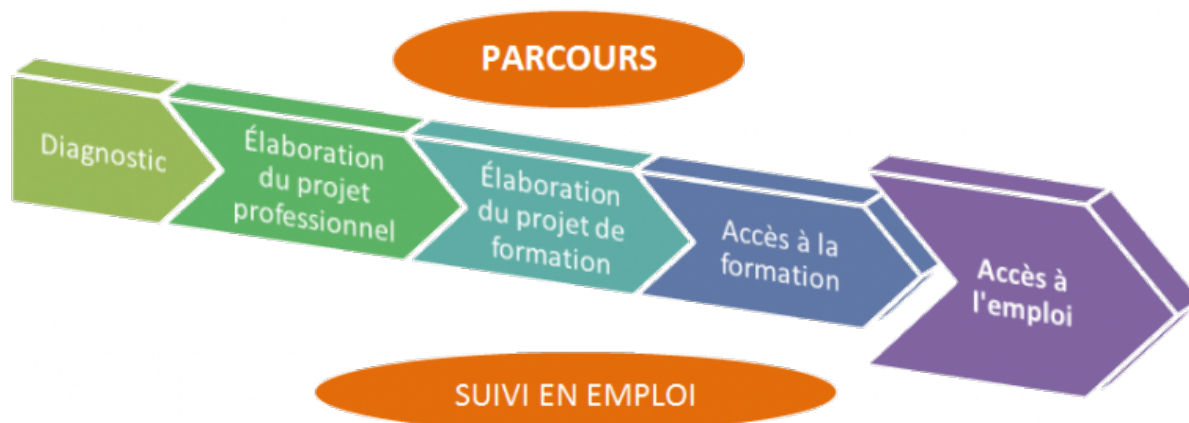 PARCOURS
Diagnostic
Élaboration
du projet
professionnel
Élaboration
du projet de
formation
Accès à la
formation
Accès à
l'emploi
SUIVI EN EMPLOI